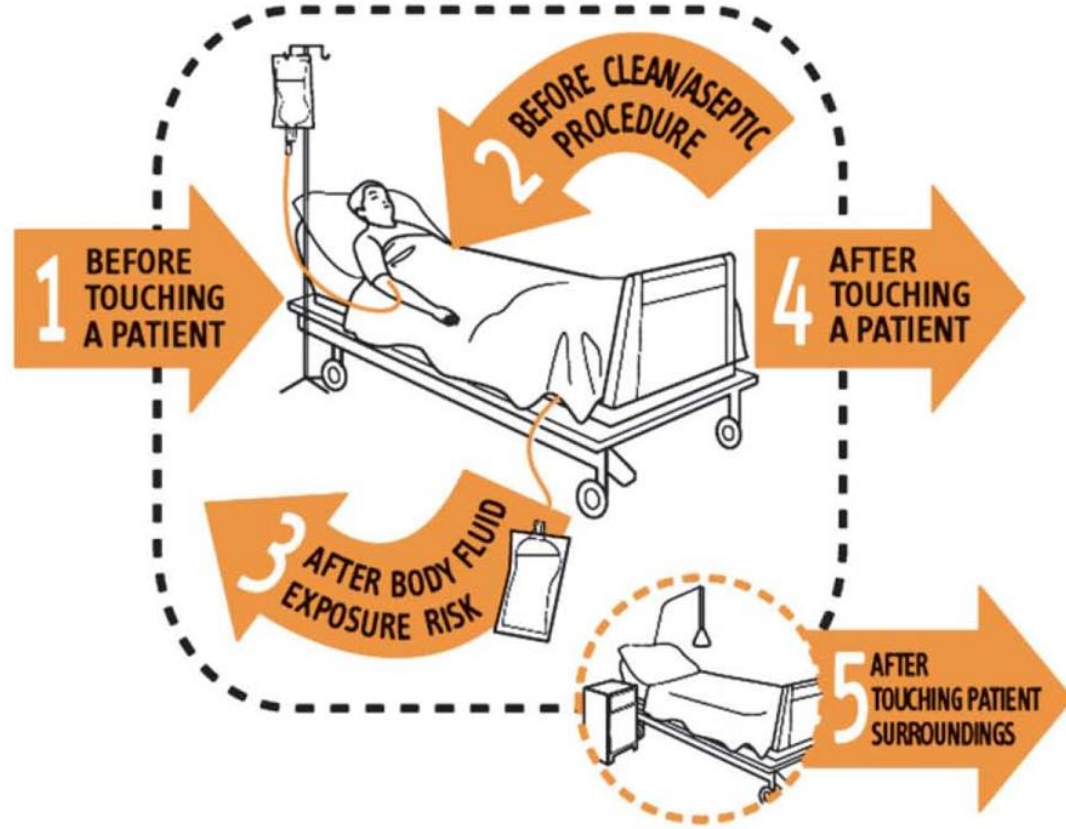 1
BEFORE
TOUCHING
A PATIENT
2
BEFORE CLEAN/ASEPTIC
PROCEDURE
3
AFTER BODY FLUID
EXPOSURE RISK
4
AFTER
TOUCHING
A PATIENT
5
AFTER
TOUCHING PATIENT
SURROUNDINGS